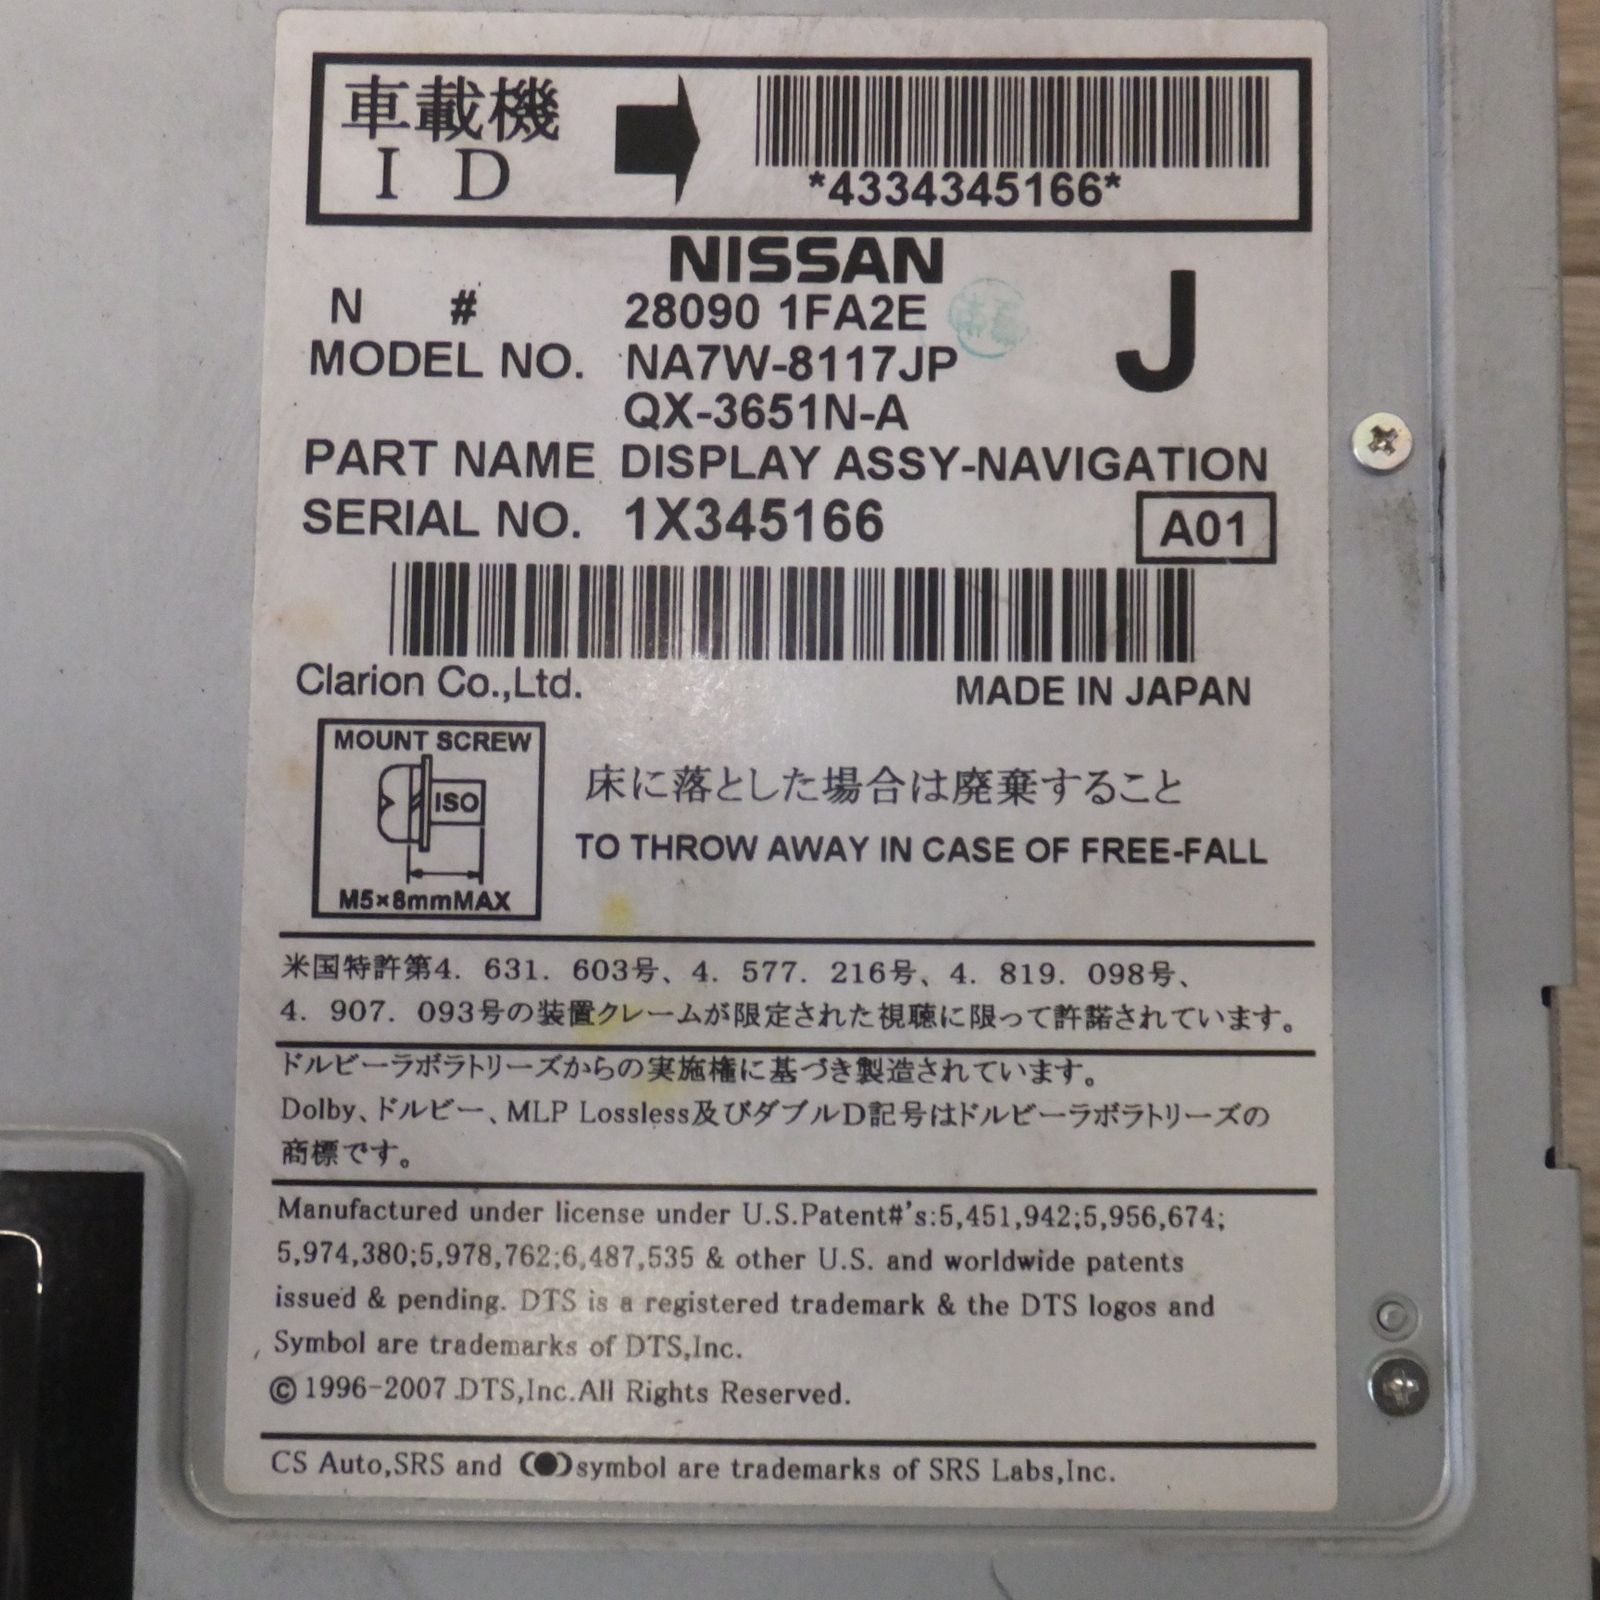 車載機
ID
*4334345166*
NISSAN
N # 28090 1FA2E
J
MODEL NO. NA7W-8117JP
QX-3651N-A
PART NAME DISPLAY ASSY-NAVIGATION
SERIAL NO. 1X345166
A01
Clarion Co.,Ltd.
MADE IN JAPAN
MOUNT SCREW
ISO
M5×8mmMAX
床に落とした場合は廃棄すること
TO THROW AWAY IN CASE OF FREE-FALL
米国特許第4．631．603号、4．577．216号、4．819．098号、
4．907．093号の装置クレームが限定された視聴に限って許諾されています。
ドルビーラボラトリーズからの実施権に基づき製造されています。
Dolby、ドルビー、MLP Lossless及びダブルD記号はドルビーラボラトリーズの
商標です。
Manufactured under license under U.S.Patent#'s:5,451,942;5,956,674;
5,974,380;5,978,762;6,487,535 & other U.S. and worldwide patents
issued & pending. DTS is a registered trademark & the DTS logos and
Symbol are trademarks of DTS,Inc.
©1996-2007 DTS,Inc.All Rights Reserved.
CS Auto,SRS and symbol are trademarks of SRS Labs,Inc.